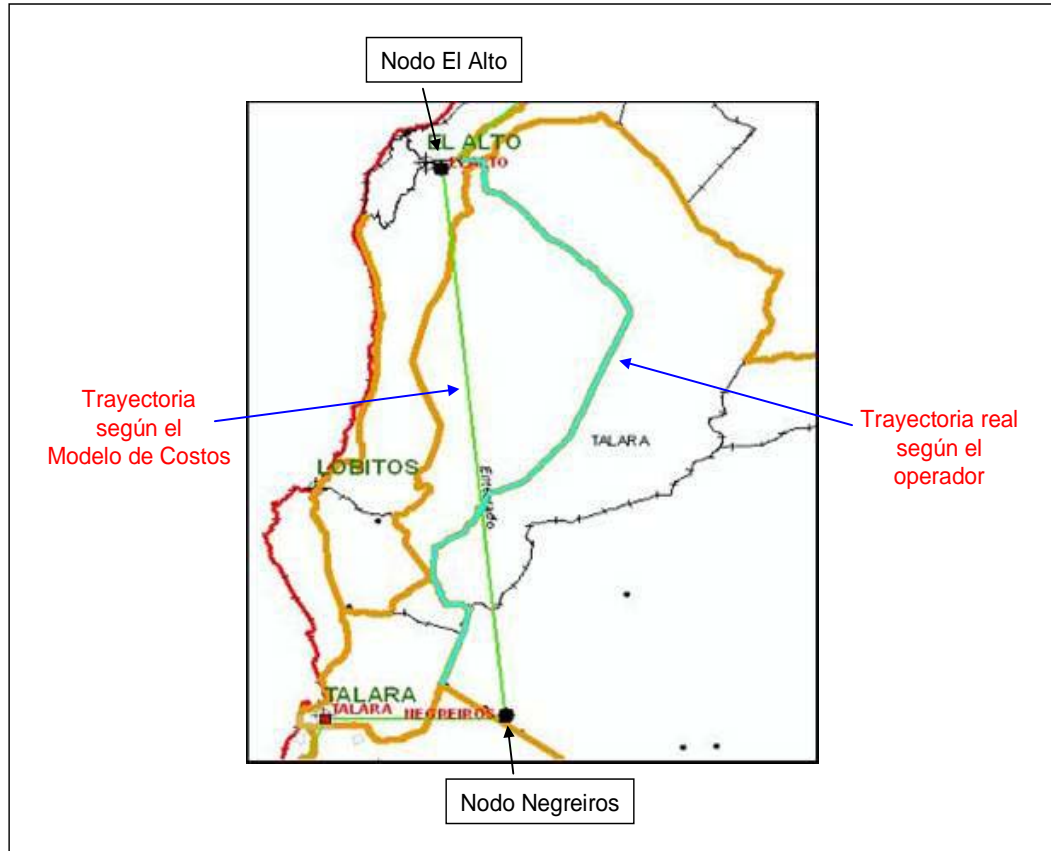 Nodo El Alto
EL ALTO
Trayectoria
según el
Modelo de Costos
TALARA
Trayectoria real
según el
operador
LOBITOS
TALARA
TALARA
NEGREIROS
Nodo Negreiros